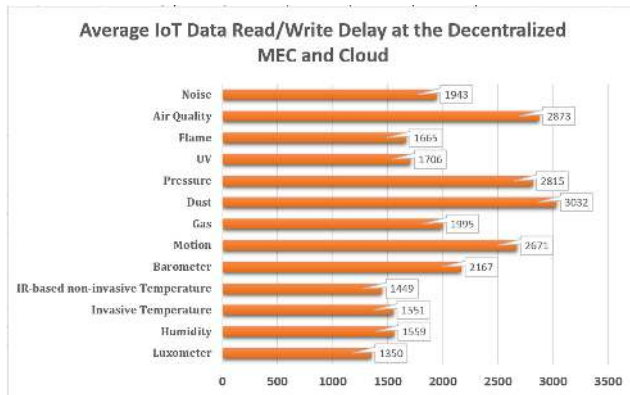 Average IoT Data Read/Write Delay at the Decentralized
MEC and Cloud
Noise 1943
Air Quality 2873
Flame 1665
UV 1706
Pressure 2815
Dust 3032
Gas 1995
Motion 2671
Barometer 2167
IR-based non-invasive Temperature 1449
Invasive Temperature 1551
Humidity 1559
Luxometer 1350
0 500 1000 1500 2000 2500 3000 3500